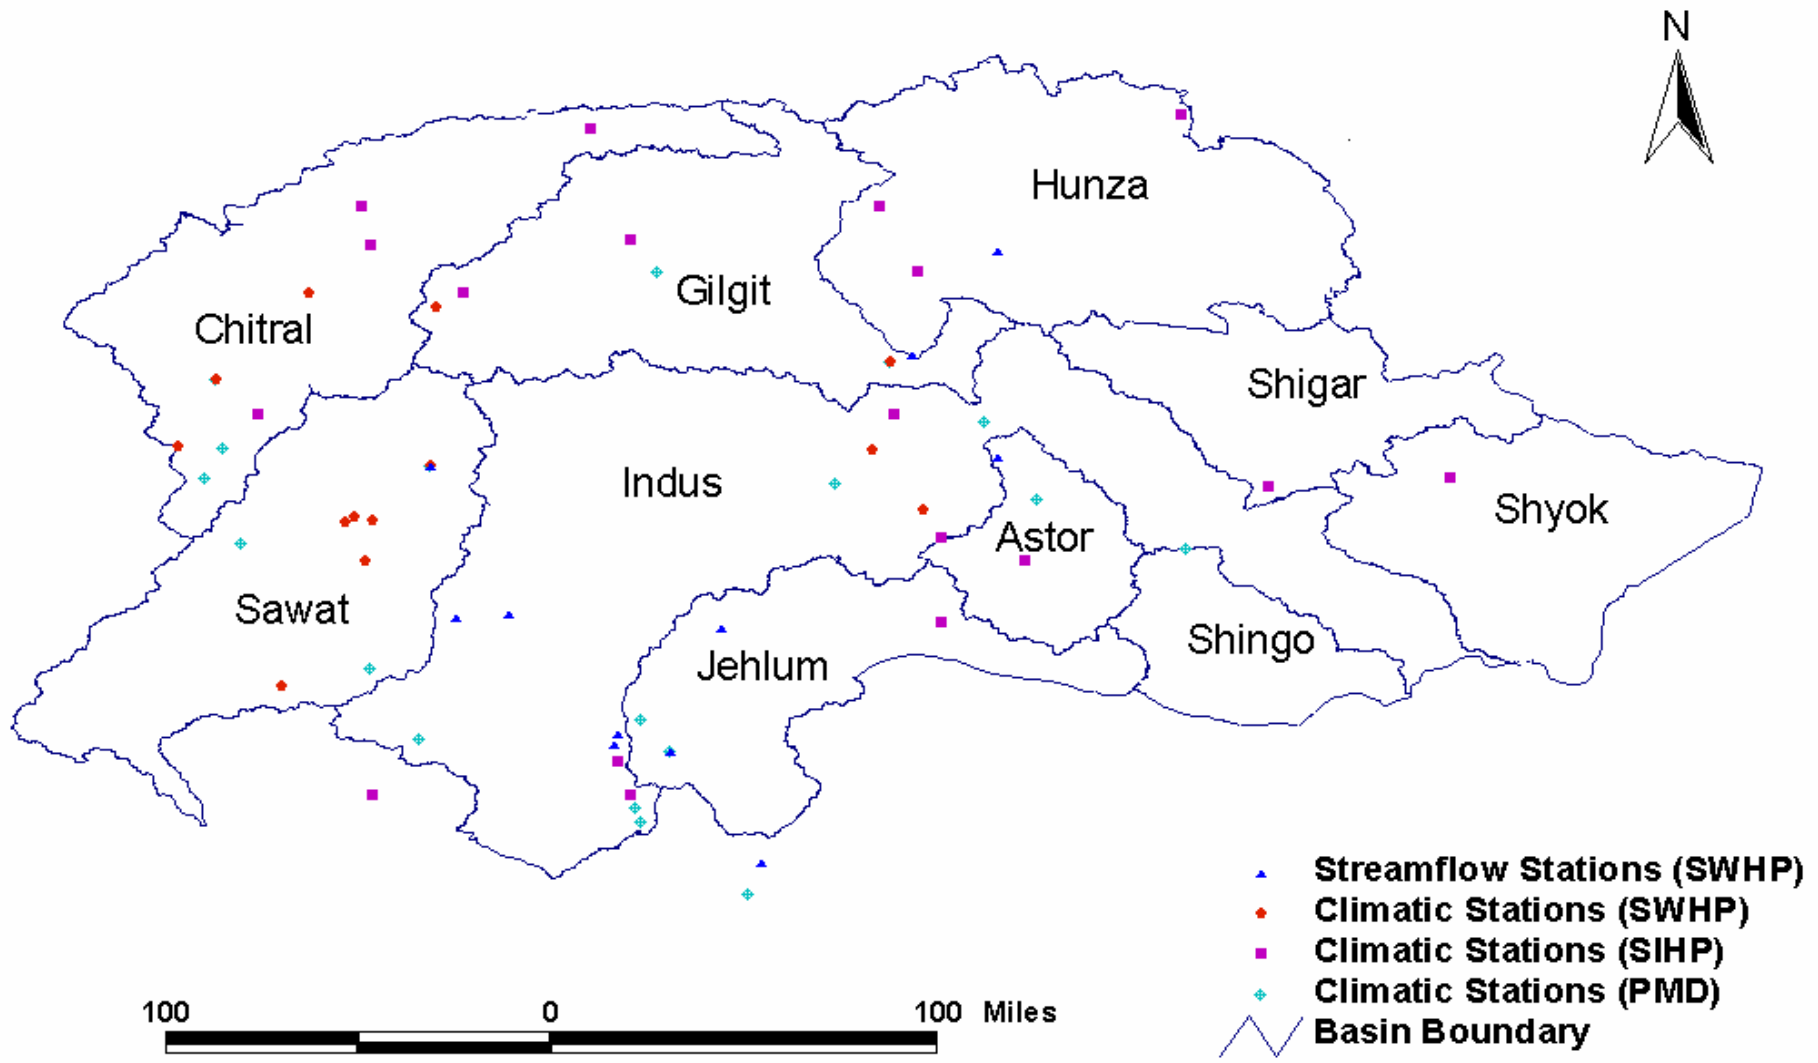 N
Hunza
Gilgit
Chitral
Shigar
Indus
Shyok
Astor
Sawat
Shingo
Jehlum
Streamflow Stations (SWHP)
Climatic Stations (SWHP)
Climatic Stations (SIHP)
Climatic Stations (PMD)
Basin Boundary
100 0 100 Miles